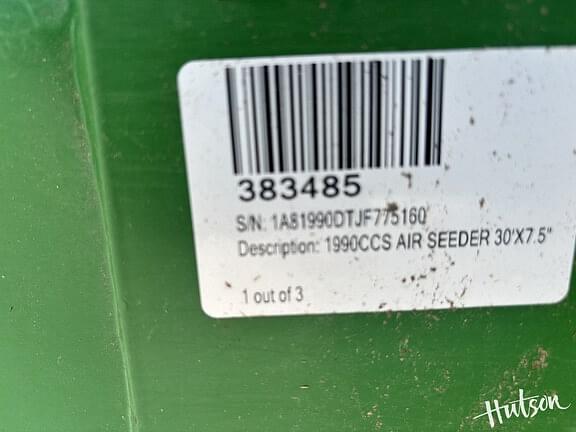 383485
S/N: 1A81990DTJF775160
Description: 1990CCS AIR SEEDER 30'X7.5"
1 out of 3
Hutson